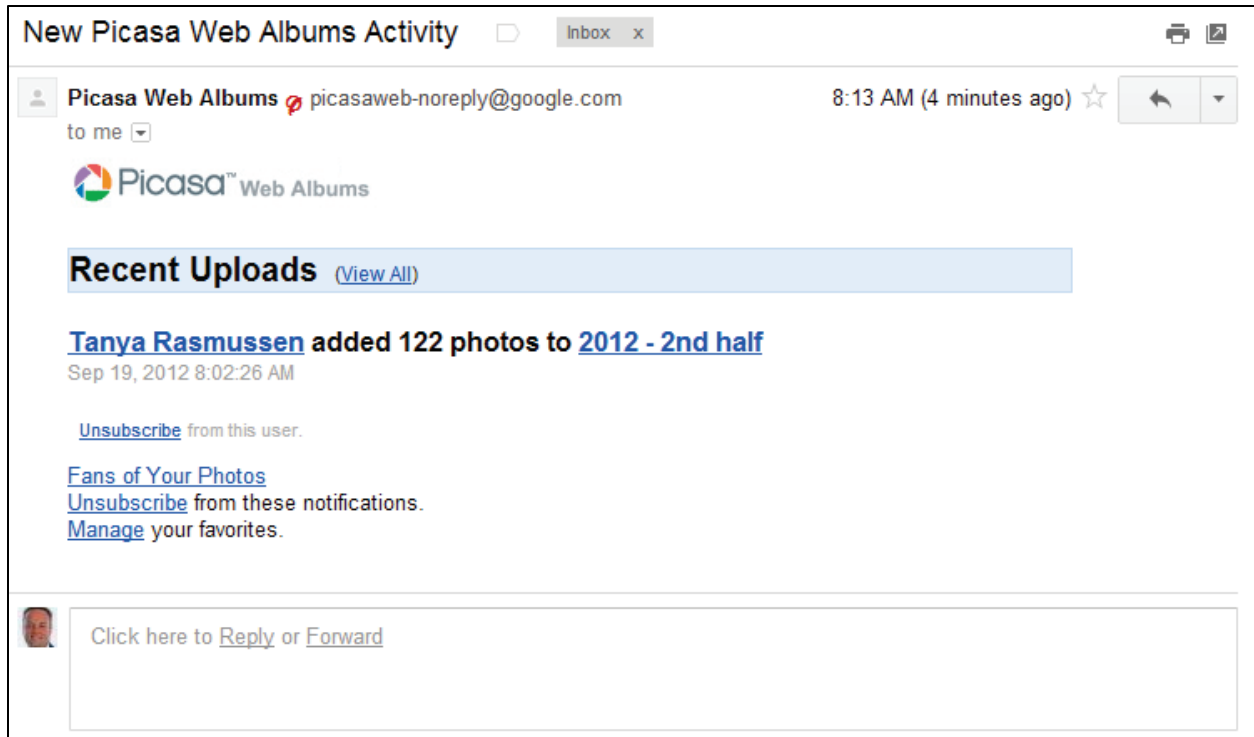 New Picasa Web Albums Activity Inbox x
Picasa Web Albums picasaweb-noreply@google.com 8:13 AM (4 minutes ago)
to me
Picasa™ Web Albums
Recent Uploads (View All)
Tanya Rasmussen added 122 photos to 2012 - 2nd half
Sep 19, 2012 8:02:26 AM
Unsubscribe from this user.
Fans of Your Photos
Unsubscribe from these notifications.
Manage your favorites.
Click here to Reply or Forward